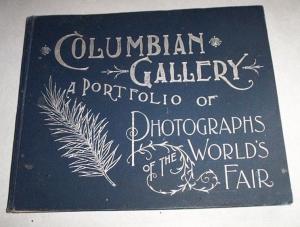 COLUMBIAN
GALLERY
A PORTFOLIO OF
PHOTOGRAPHS
OF THE WORLD'S
FAIR